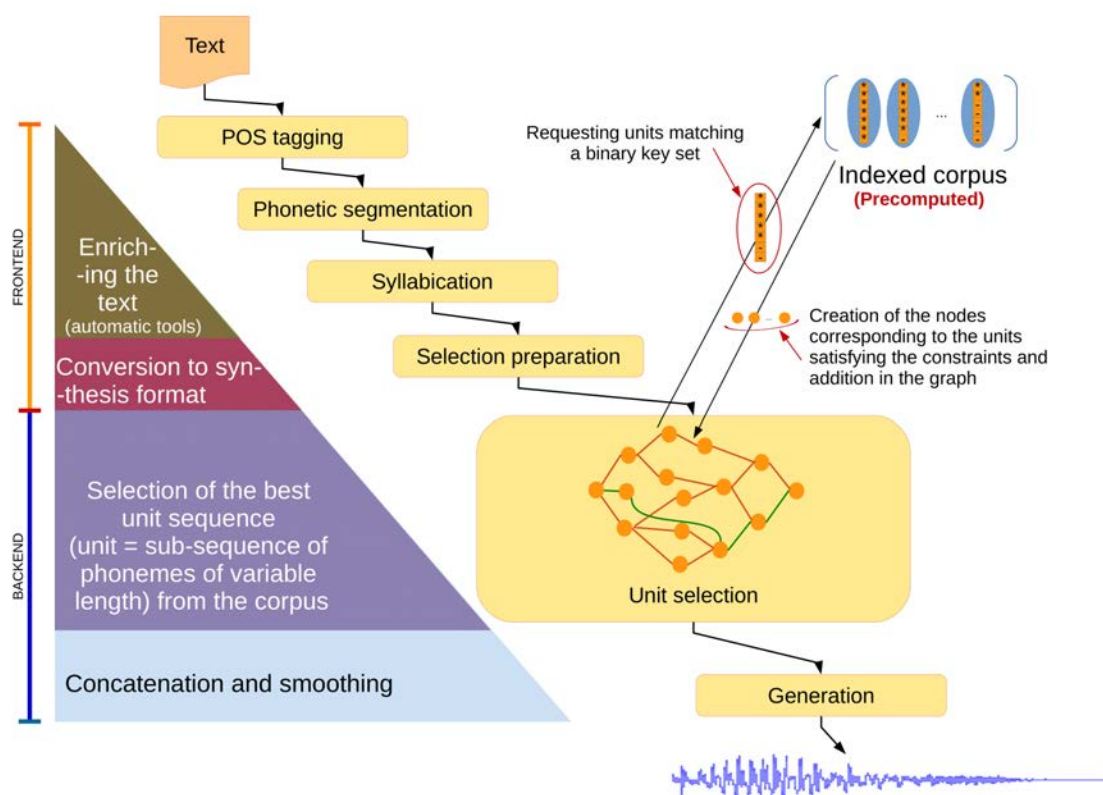 Text
POS tagging
Phonetic segmentation
Syllabication
Selection preparation
Requesting units matching
a binary key set
...
Indexed corpus
(Precomputed)
Creation of the nodes
corresponding to the units
satisfying the constraints and
addition in the graph
FRONTEND
Enrich-
-ing the
text
(automatic tools)
Conversion to syn-
-thesis format
BACKEND
Selection of the best
unit sequence
(unit = sub-sequence of
phonemes of variable
length) from the corpus
Unit selection
Concatenation and smoothing
Generation